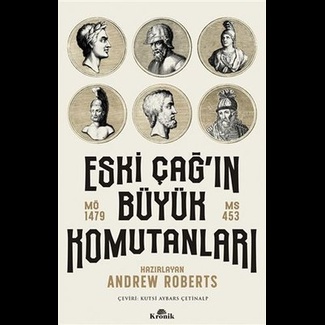 ESKİ ÇAĞ'IN
MÖ 1479
BÜYÜK
MS 453
KOMUTANLARI
HAZIRLAYAN
ANDREW ROBERTS
ÇEVİRİ: KUTSİ AYBARS ÇETİNALP
Kronik